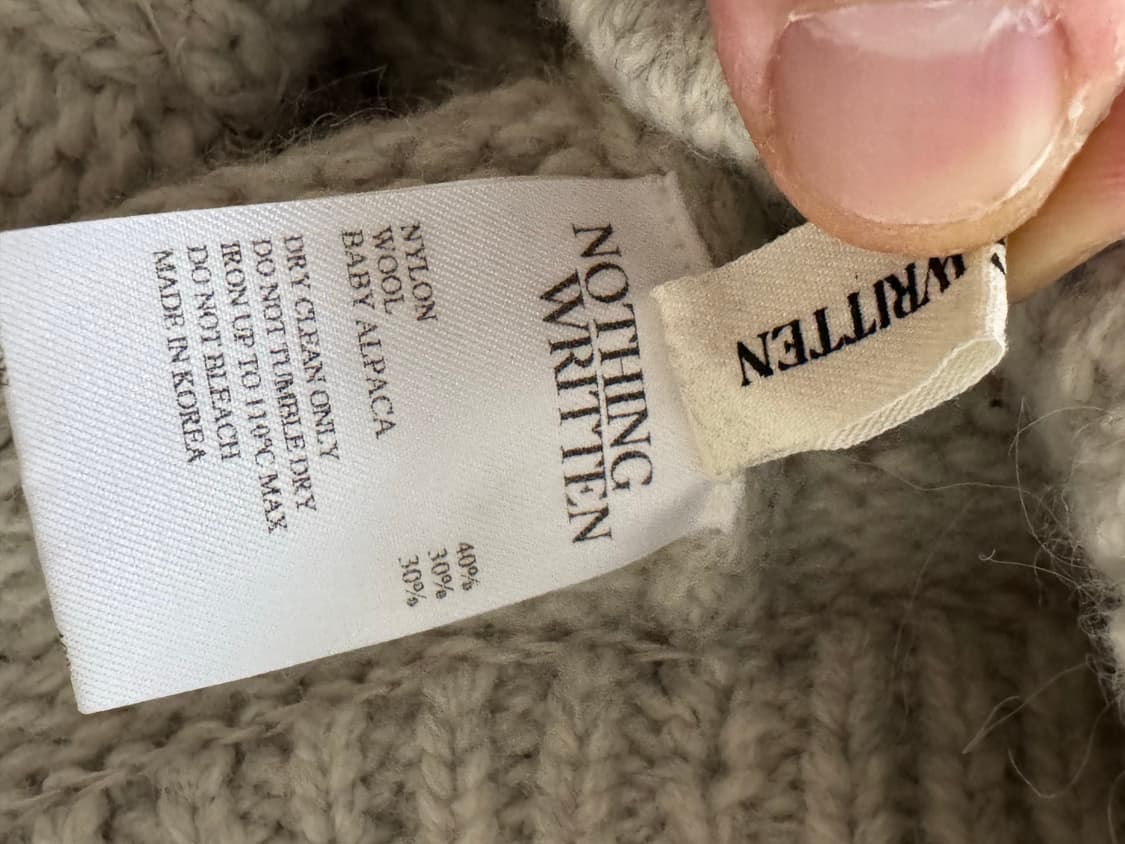 NOTHING
WRITTEN
NYLON 40%
WOOL 30%
BABY ALPACA 30%
DRY CLEAN ONLY
DO NOT TUMBLE DRY
IRON UP TO 110°C MAX
DO NOT BLEACH
MADE IN KOREA
WRITTEN